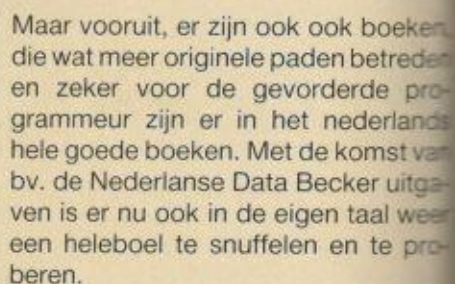 Maar vooruit, er zijn ook ook boeken,
die wat meer originele paden betreden
en zeker voor de gevorderde pro-
grammeur zijn er in het nederlands
hele goede boeken. Met de komst van
bv. de Nederlanse Data Becker uitga-
ven is er nu ook in de eigen taal weer
een heleboel te snuffelen en te pro-
beren.